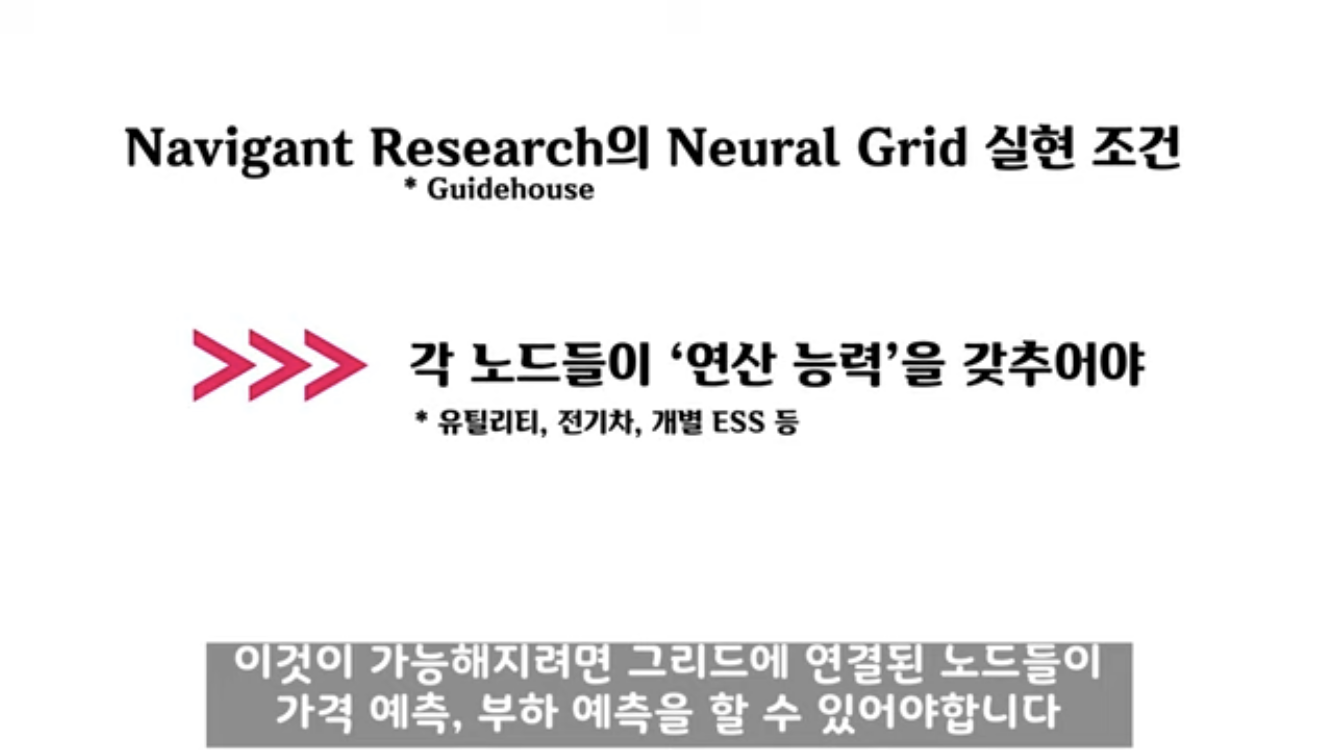 Navigant Research의 Neural Grid 실현 조건
* Guidehouse
각 노드들이 ‘연산 능력’을 갖추어야
* 유틸리티, 전기차, 개별 ESS 등
이것이 가능해지려면 그리드에 연결된 노드들이
가격 예측, 부하 예측을 할 수 있어야합니다